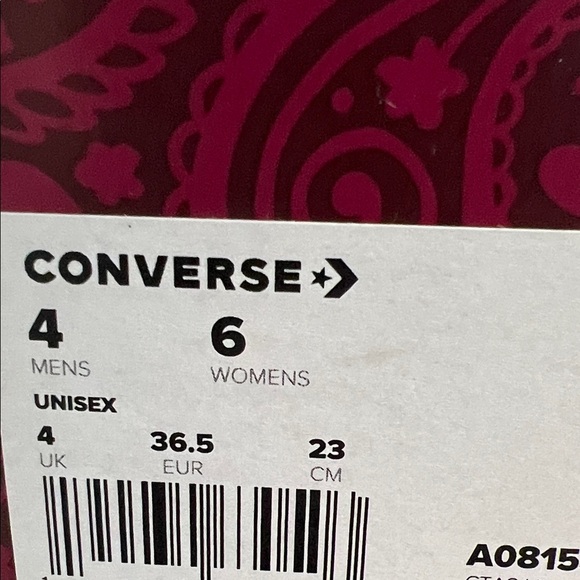 CONVERSE
4 6
MENS WOMENS
UNISEX
4 36.5 23
UK EUR CM
A0815